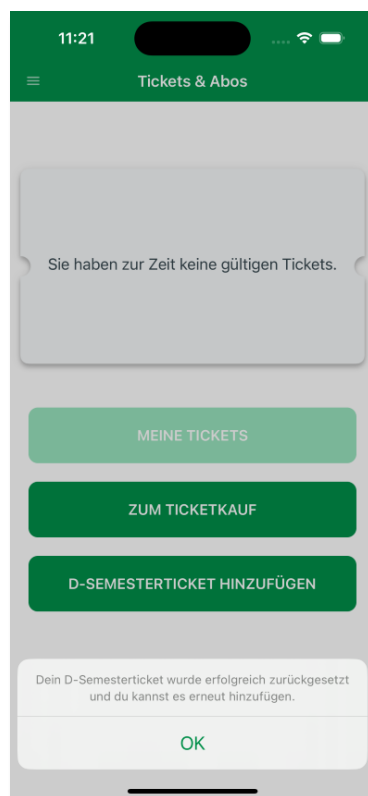 11:21
Tickets & Abos
Sie haben zur Zeit keine gültigen Tickets.
MEINE TICKETS
ZUM TICKETKAUF
D-SEMESTERTICKET HINZUFÜGEN
Dein D-Semesterticket wurde erfolgreich zurückgesetzt
und du kannst es erneut hinzufügen.
OK